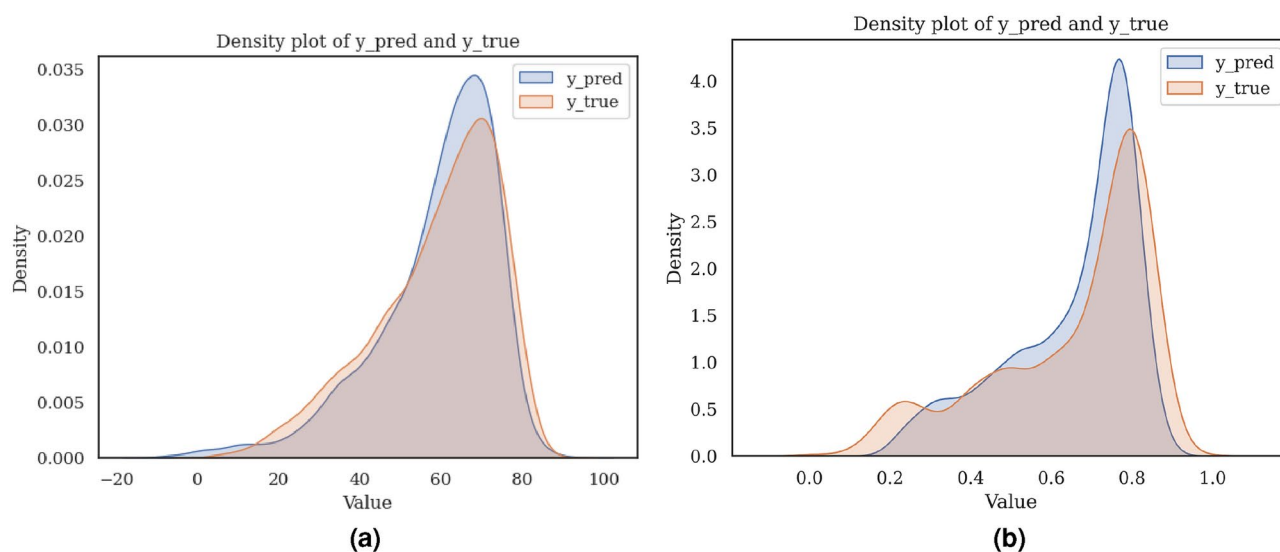 Density plot of y_pred and y_true
0.035
0.030
0.025
0.020
0.015
0.010
0.005
0.000
Density
y_pred
y_true
−20 0 20 40 60 80 100
Value
(a)
Density plot of y_pred and y_true
4.0
3.5
3.0
2.5
2.0
1.5
1.0
0.5
0.0
Density
y_pred
y_true
0.0 0.2 0.4 0.6 0.8 1.0
Value
(b)